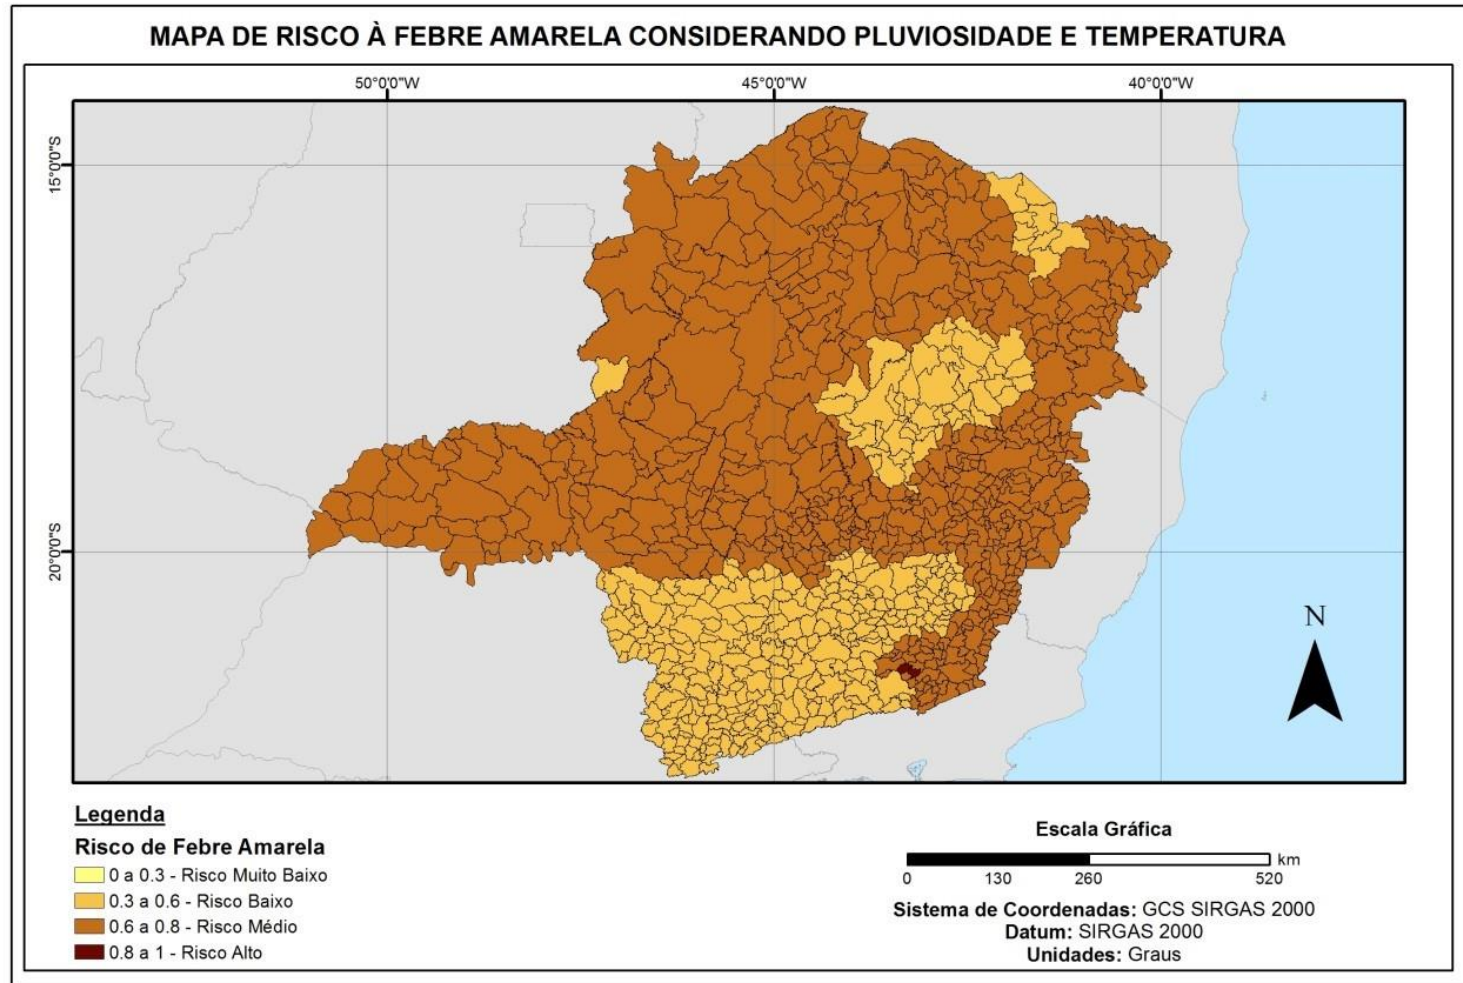 MAPA DE RISCO À FEBRE AMARELA CONSIDERANDO PLUVIOSIDADE E TEMPERATURA
50°0'0"W
45°0'0"W
40°0'0"W
15°0'0"S
20°0'0"S
N
Legenda
Risco de Febre Amarela
0 a 0.3 - Risco Muito Baixo
0.3 a 0.6 - Risco Baixo
0.6 a 0.8 - Risco Médio
0.8 a 1 - Risco Alto
Escala Gráfica
km
0 130 260 520
Sistema de Coordenadas: GCS SIRGAS 2000
Datum: SIRGAS 2000
Unidades: Graus